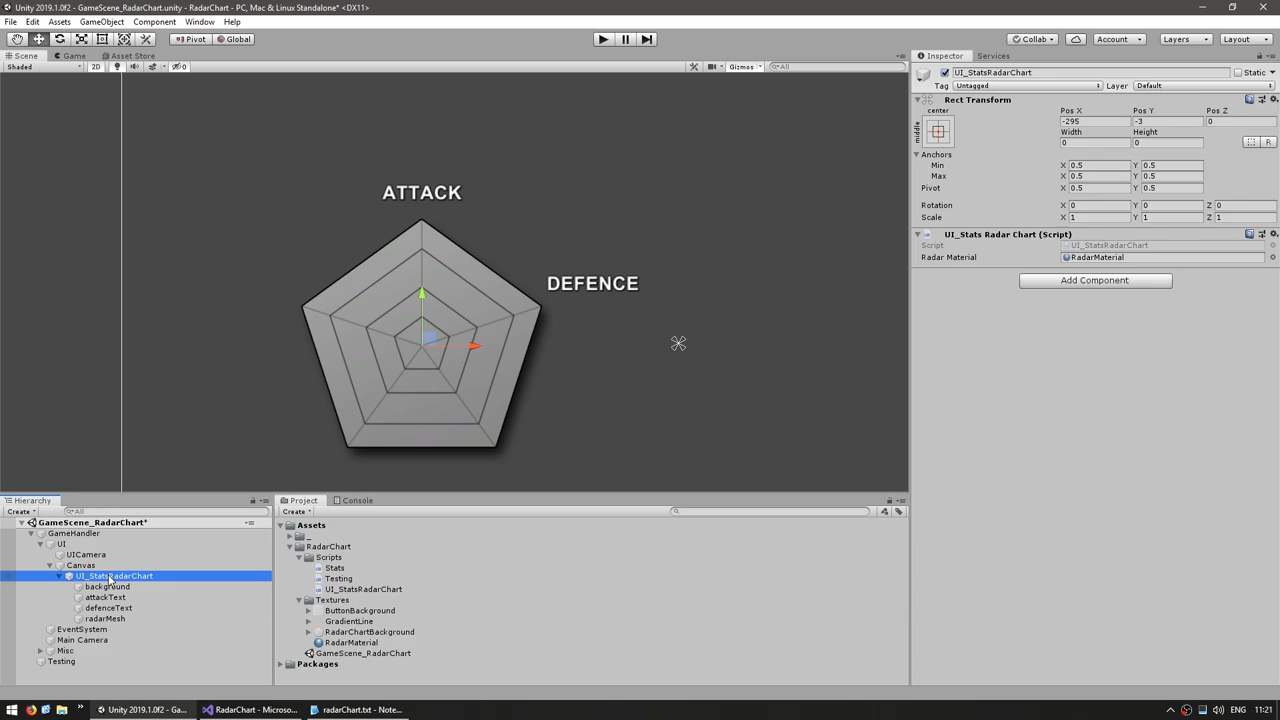 Unity 2019.1.0f2 - GameScene_RadarChart.unity - RadarChart - PC, Mac & Linux Standalone* <DX11>
File Edit Assets GameObject Component Window Help
Pivot Global Collab Account Layers Layout
Scene Game Asset Store
Shaded 2D 0 Gizmos All
ATTACK
DEFENCE
Inspector Services
UI_StatsRadarChart Static
Tag Untagged Layer Default
Rect Transform
center Pos X Pos Y Pos Z
middle -295 -3 0
Width Height
0 0 R
Anchors
Min X 0.5 Y 0.5
Max X 0.5 Y 0.5
Pivot X 0.5 Y 0.5
Rotation X 0 Y 0 Z 0
Scale X 1 Y 1 Z 1
UI_Stats Radar Chart (Script)
Script UI_StatsRadarChart
Radar Material RadarMaterial
Add Component
Hierarchy
Create All
GameScene_RadarChart*
GameHandler
UI
UICamera
Canvas
UI_StatsRadarChart
background
attackText
defenceText
radarMesh
EventSystem
Main Camera
Misc
Testing
Project Console
Create
Assets
_
RadarChart
Scripts
Stats
Testing
UI_StatsRadarChart
Textures
ButtonBackground
GradientLine
RadarChartBackground
RadarMaterial
GameScene_RadarChart
Packages
Unity 2019.1.0f2 - Ga... RadarChart - Microso... radarChart.txt - Note... ENG 11:21